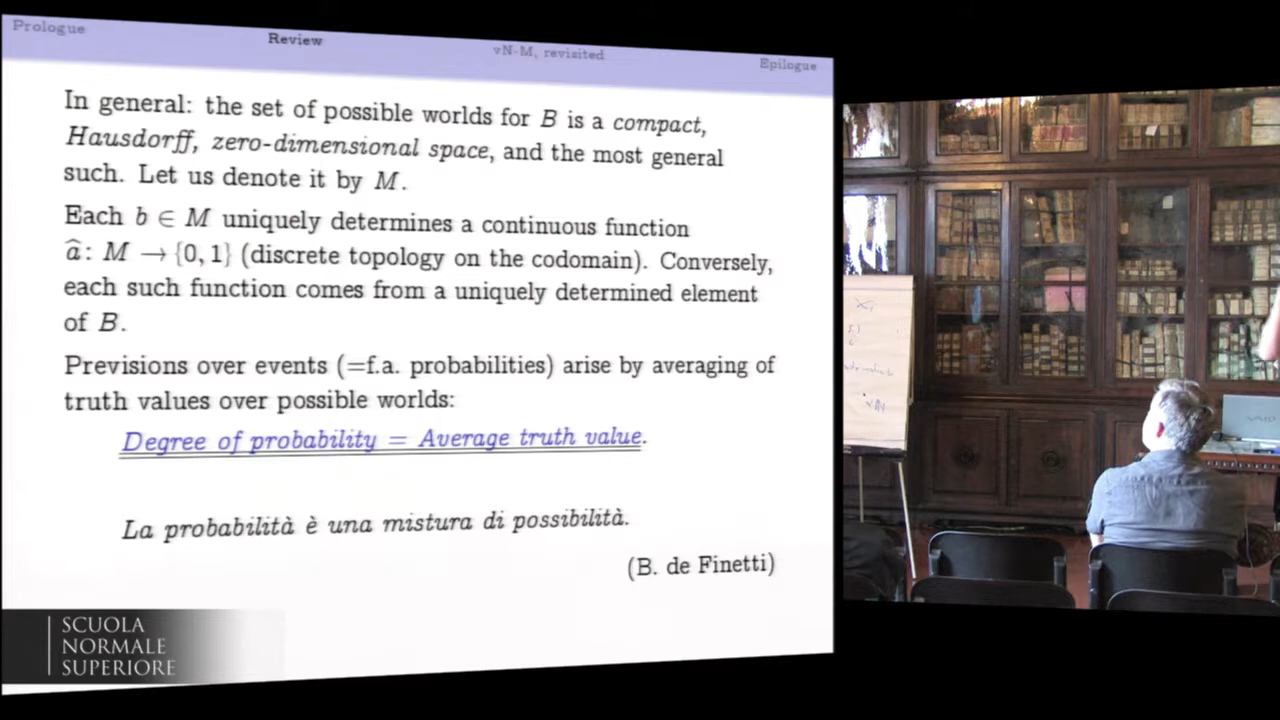 Prologue
Review
vN-M, revisited
Epilogue
In general: the set of possible worlds for B is a compact,
Hausdorff, zero-dimensional space, and the most general
such. Let us denote it by M.
Each b ∈ M uniquely determines a continuous function
â: M → {0, 1} (discrete topology on the codomain). Conversely,
each such function comes from a uniquely determined element
of B.
Previsions over events (=f.a. probabilities) arise by averaging of
truth values over possible worlds:
Degree of probability = Average truth value.
La probabilità è una mistura di possibilità.
(B. de Finetti)
SCUOLA
NORMALE
SUPERIORE
VAIO